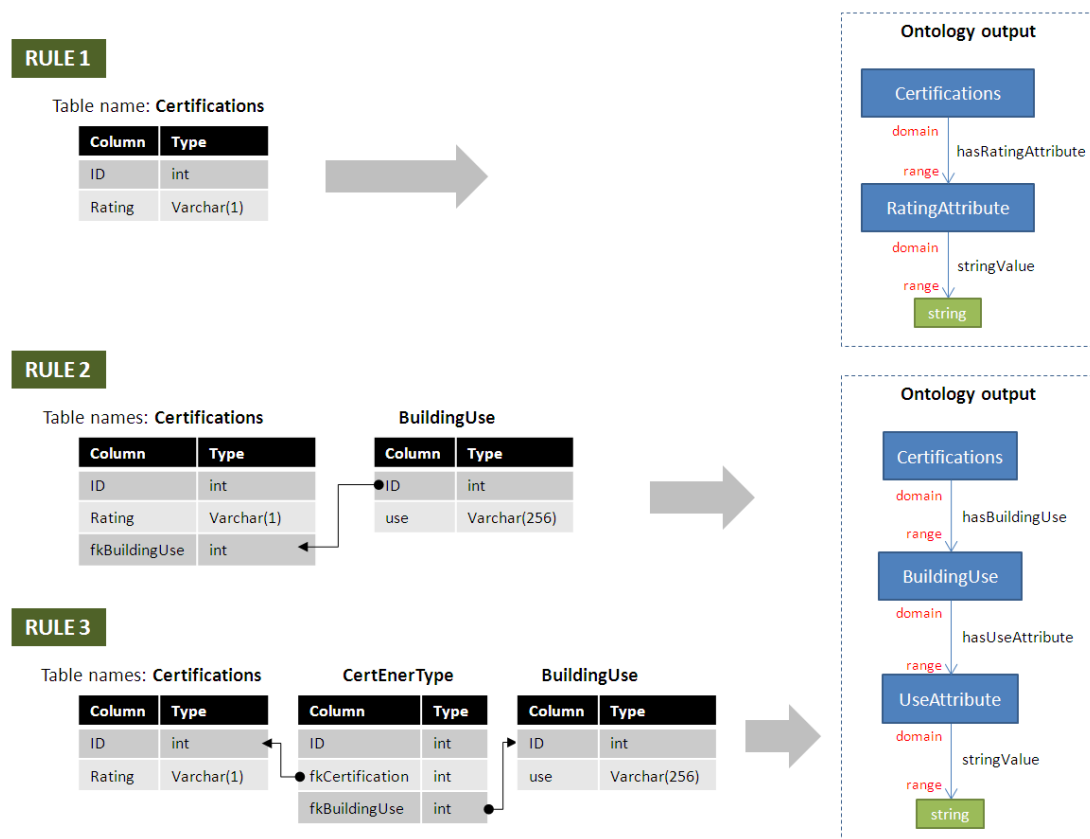 RULE 1
Table name: Certifications
Column Type
ID int
Rating Varchar(1)
Ontology output
Certifications
domain
hasRatingAttribute
range
RatingAttribute
domain
stringValue
range
string
RULE 2
Table names: Certifications BuildingUse
Column Type
ID int
Rating Varchar(1)
fkBuildingUse int
Column Type
ID int
use Varchar(256)
Ontology output
Certifications
domain
hasBuildingUse
range
BuildingUse
domain
hasUseAttribute
range
UseAttribute
domain
stringValue
range
string
RULE 3
Table names: Certifications CertEnerType BuildingUse
Column Type
ID int
Rating Varchar(1)
Column Type
ID int
fkCertification int
fkBuildingUse int
Column Type
ID int
use Varchar(256)